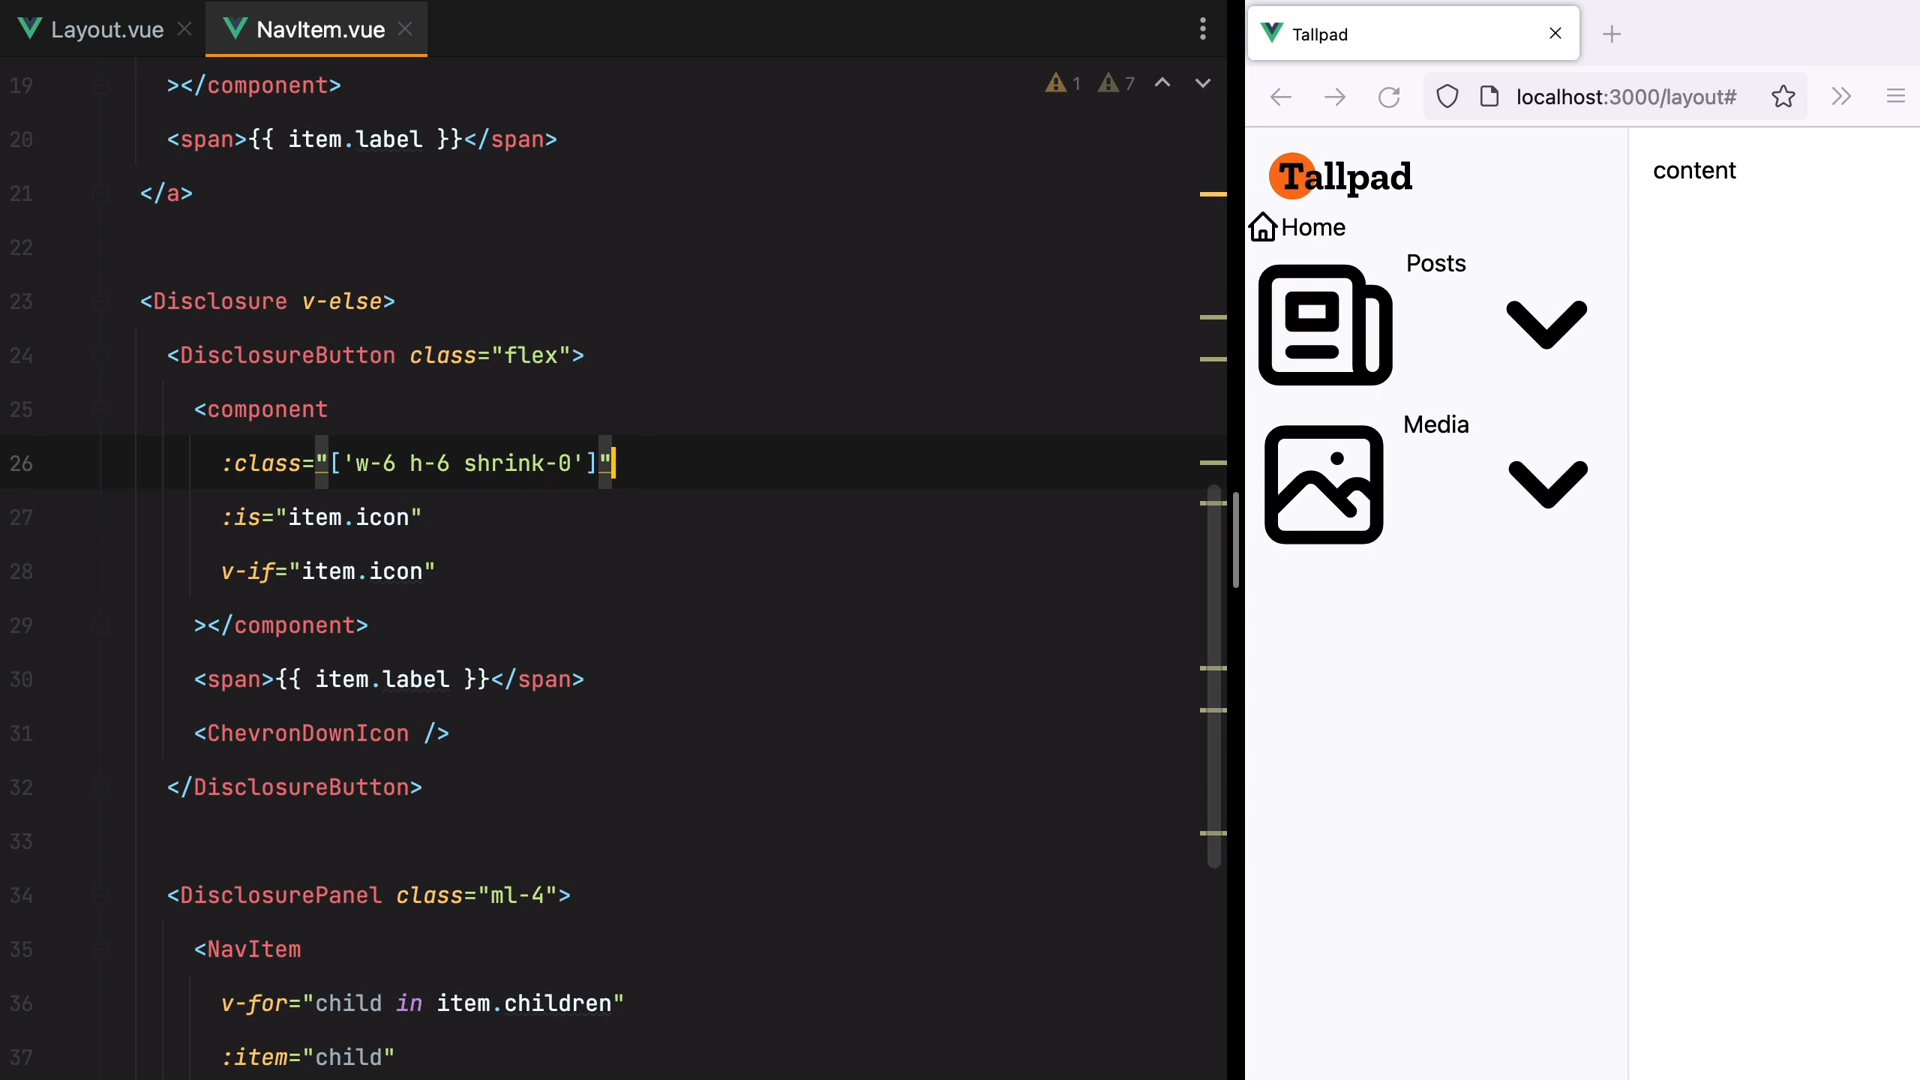 Layout.vue
NavItem.vue
1
7
19 ></component>
20 <span>{{ item.label }}</span>
21 </a>
22
23 <Disclosure v-else>
24 <DisclosureButton class="flex">
25 <component
26 :class="['w-6 h-6 shrink-0']"
27 :is="item.icon"
28 v-if="item.icon"
29 ></component>
30 <span>{{ item.label }}</span>
31 <ChevronDownIcon />
32 </DisclosureButton>
33
34 <DisclosurePanel class="ml-4">
35 <NavItem
36 v-for="child in item.children"
37 :item="child"
Tallpad
localhost:3000/layout#
Tallpad
Home
Posts
Media
content